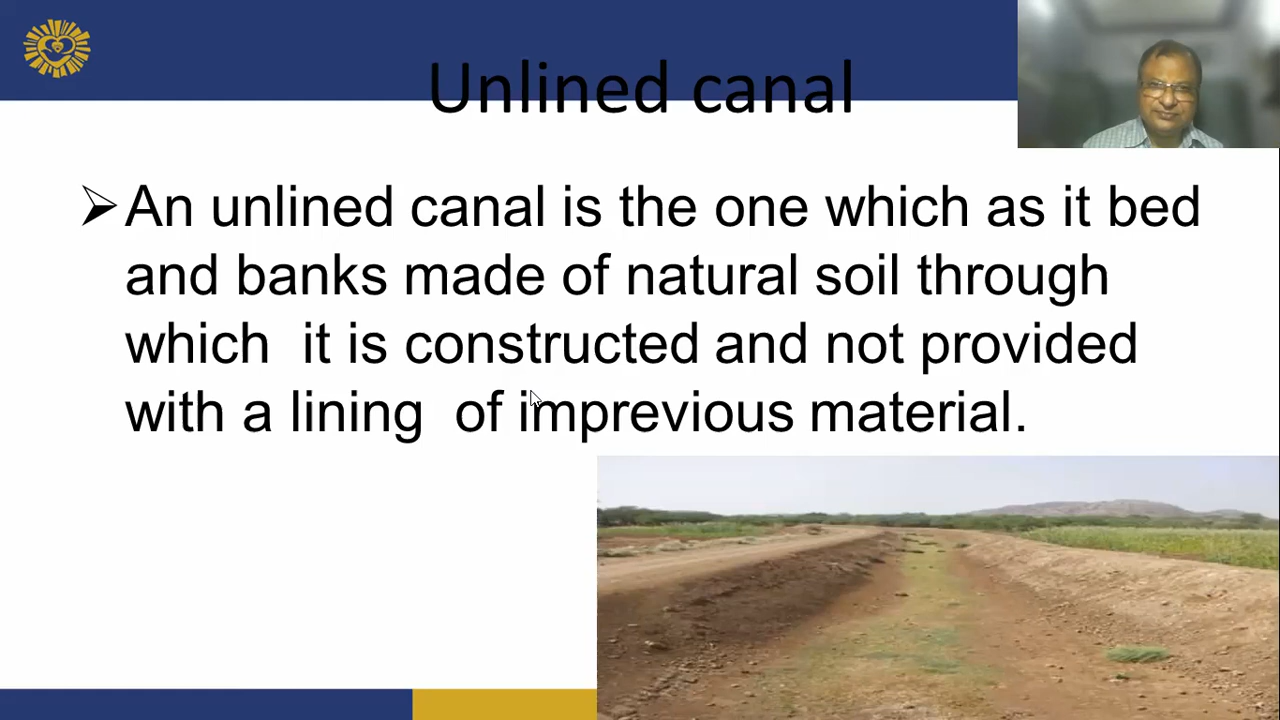 Unlined canal
An unlined canal is the one which as it bed
and banks made of natural soil through
which it is constructed and not provided
with a lining of imprevious material.